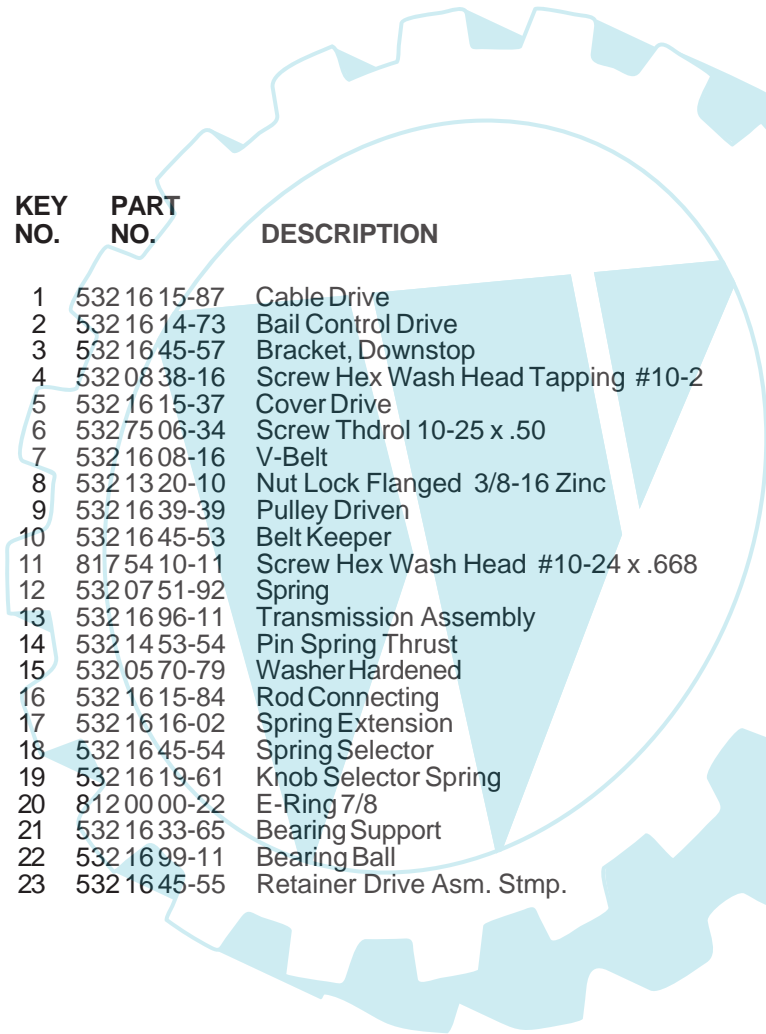 KEY PART
NO. NO. DESCRIPTION
1 532 16 15-87 Cable Drive
2 532 16 14-73 Bail Control Drive
3 532 16 45-57 Bracket, Downstop
4 532 08 38-16 Screw Hex Wash Head Tapping #10-2
5 532 16 15-37 Cover Drive
6 532 75 06-34 Screw Thdrol 10-25 x .50
7 532 16 08-16 V-Belt
8 532 13 20-10 Nut Lock Flanged 3/8-16 Zinc
9 532 16 39-39 Pulley Driven
10 532 16 45-53 Belt Keeper
11 817 54 10-11 Screw Hex Wash Head #10-24 x .668
12 532 07 51-92 Spring
13 532 16 96-11 Transmission Assembly
14 532 14 53-54 Pin Spring Thrust
15 532 05 70-79 Washer Hardened
16 532 16 15-84 Rod Connecting
17 532 16 16-02 Spring Extension
18 532 16 45-54 Spring Selector
19 532 16 19-61 Knob Selector Spring
20 812 00 00-22 E-Ring 7/8
21 532 16 33-65 Bearing Support
22 532 16 99-11 Bearing Ball
23 532 16 45-55 Retainer Drive Asm. Stmp.